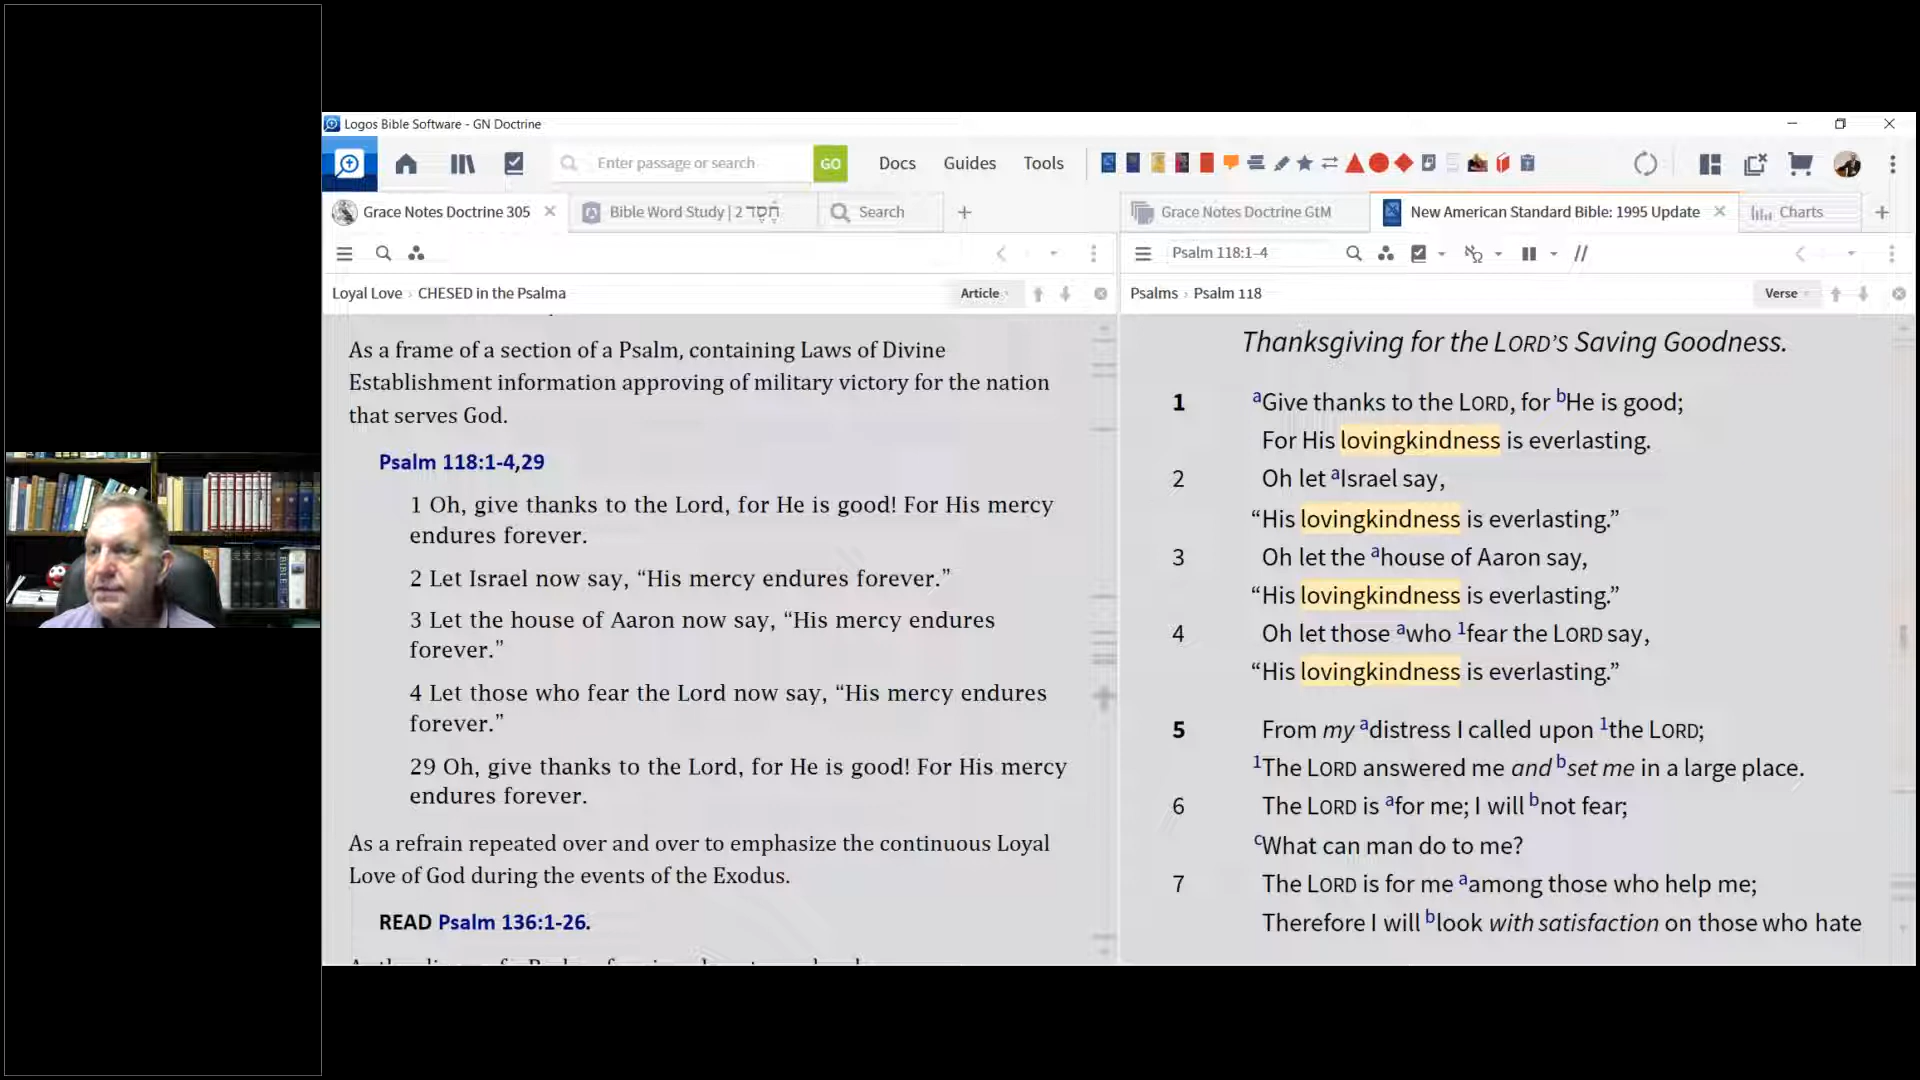 Logos Bible Software - GN Doctrine
Enter passage or search
GO
Docs
Guides
Tools
Grace Notes Doctrine 305
Bible Word Study | 2 חֶ֫סֶד
Search
Grace Notes Doctrine GtM
New American Standard Bible: 1995 Update
Charts
Psalm 118:1–4
Loyal Love › CHESED in the Psalma
Article
Psalms › Psalm 118
Verse
As a frame of a section of a Psalm, containing Laws of Divine
Establishment information approving of military victory for the nation
that serves God.
Psalm 118:1-4,29
1 Oh, give thanks to the Lord, for He is good! For His mercy
endures forever.
2 Let Israel now say, “His mercy endures forever.”
3 Let the house of Aaron now say, “His mercy endures
forever.”
4 Let those who fear the Lord now say, “His mercy endures
forever.”
29 Oh, give thanks to the Lord, for He is good! For His mercy
endures forever.
As a refrain repeated over and over to emphasize the continuous Loyal
Love of God during the events of the Exodus.
READ Psalm 136:1-26.
Thanksgiving for the LORD’S Saving Goodness.
1 aGive thanks to the LORD, for bHe is good;
For His lovingkindness is everlasting.
2 Oh let aIsrael say,
“His lovingkindness is everlasting.”
3 Oh let the ahouse of Aaron say,
“His lovingkindness is everlasting.”
4 Oh let those awho 1fear the LORD say,
“His lovingkindness is everlasting.”
5 From my adistress I called upon 1the LORD;
1The LORD answered me and bset me in a large place.
6 The LORD is afor me; I will bnot fear;
cWhat can man do to me?
7 The LORD is for me aamong those who help me;
Therefore I will blook with satisfaction on those who hate
BIBLE